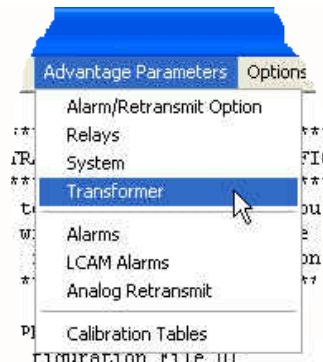 Advantage Parameters Options
Alarm/Retransmit Option
Relays
System
Transformer
Alarms
LCAM Alarms
Analog Retransmit
Calibration Tables